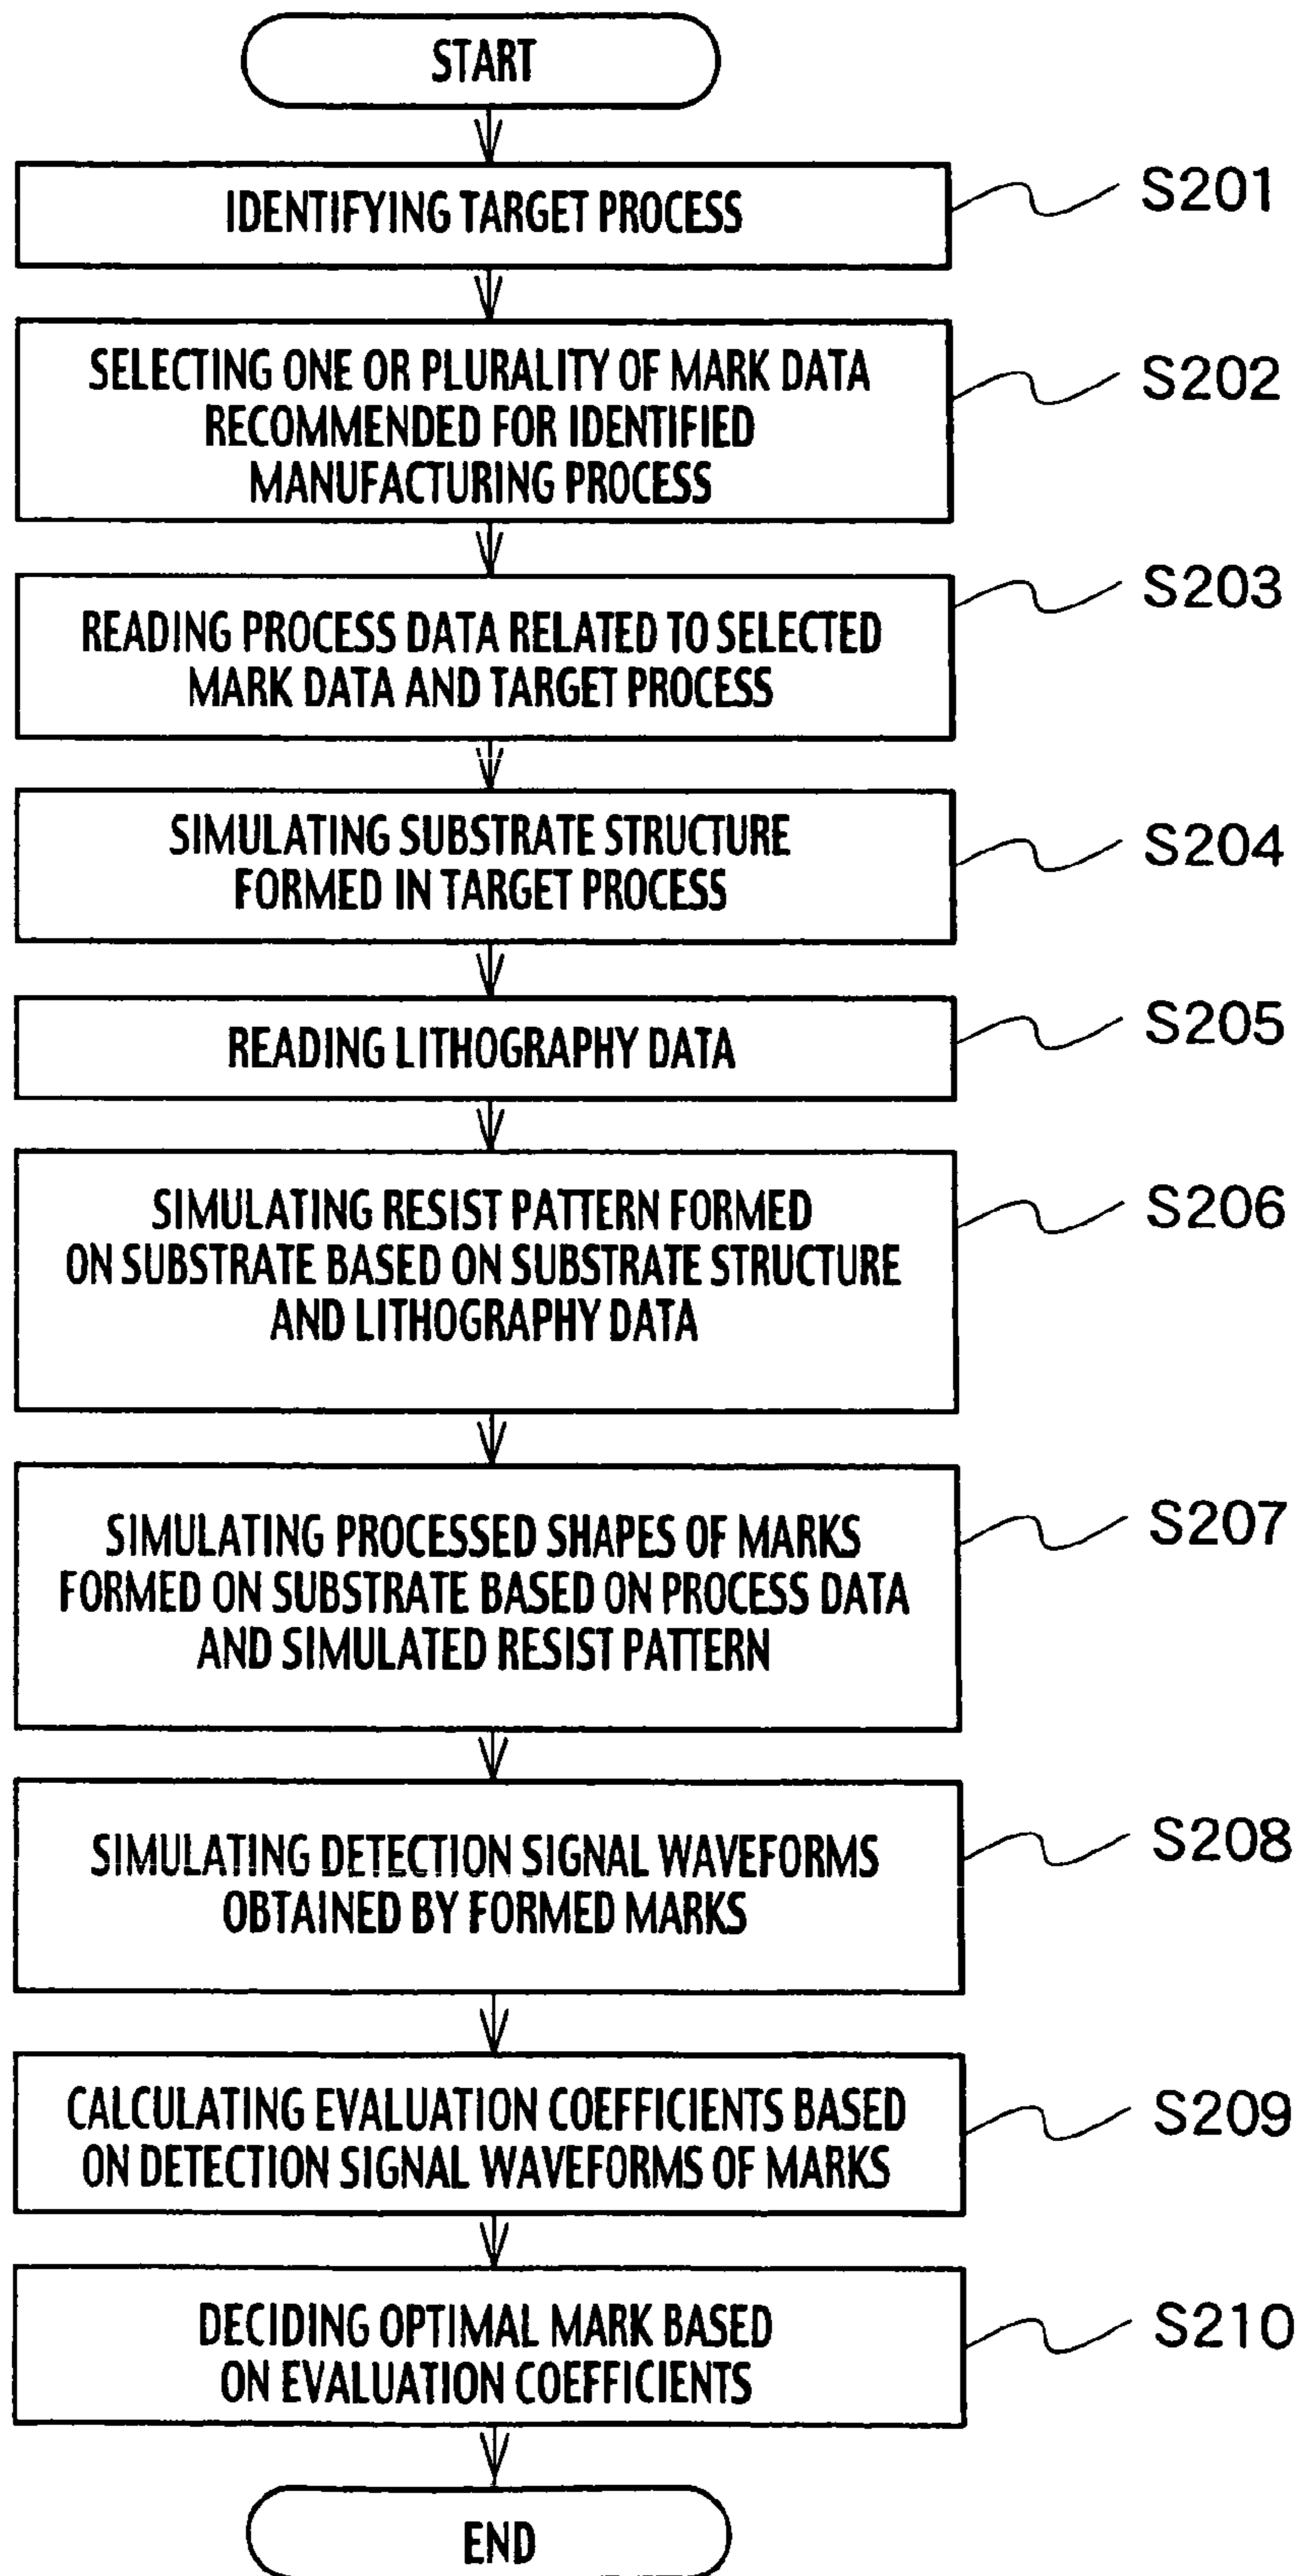 START
IDENTIFYING TARGET PROCESS
S201
SELECTING ONE OR PLURALITY OF MARK DATA
RECOMMENDED FOR IDENTIFIED
MANUFACTURING PROCESS
S202
READING PROCESS DATA RELATED TO SELECTED
MARK DATA AND TARGET PROCESS
S203
SIMULATING SUBSTRATE STRUCTURE
FORMED IN TARGET PROCESS
S204
READING LITHOGRAPHY DATA
S205
SIMULATING RESIST PATTERN FORMED
ON SUBSTRATE BASED ON SUBSTRATE STRUCTURE
AND LITHOGRAPHY DATA
S206
SIMULATING PROCESSED SHAPES OF MARKS
FORMED ON SUBSTRATE BASED ON PROCESS DATA
AND SIMULATED RESIST PATTERN
S207
SIMULATING DETECTION SIGNAL WAVEFORMS
OBTAINED BY FORMED MARKS
S208
CALCULATING EVALUATION COEFFICIENTS BASED
ON DETECTION SIGNAL WAVEFORMS OF MARKS
S209
DECIDING OPTIMAL MARK BASED
ON EVALUATION COEFFICIENTS
S210
END